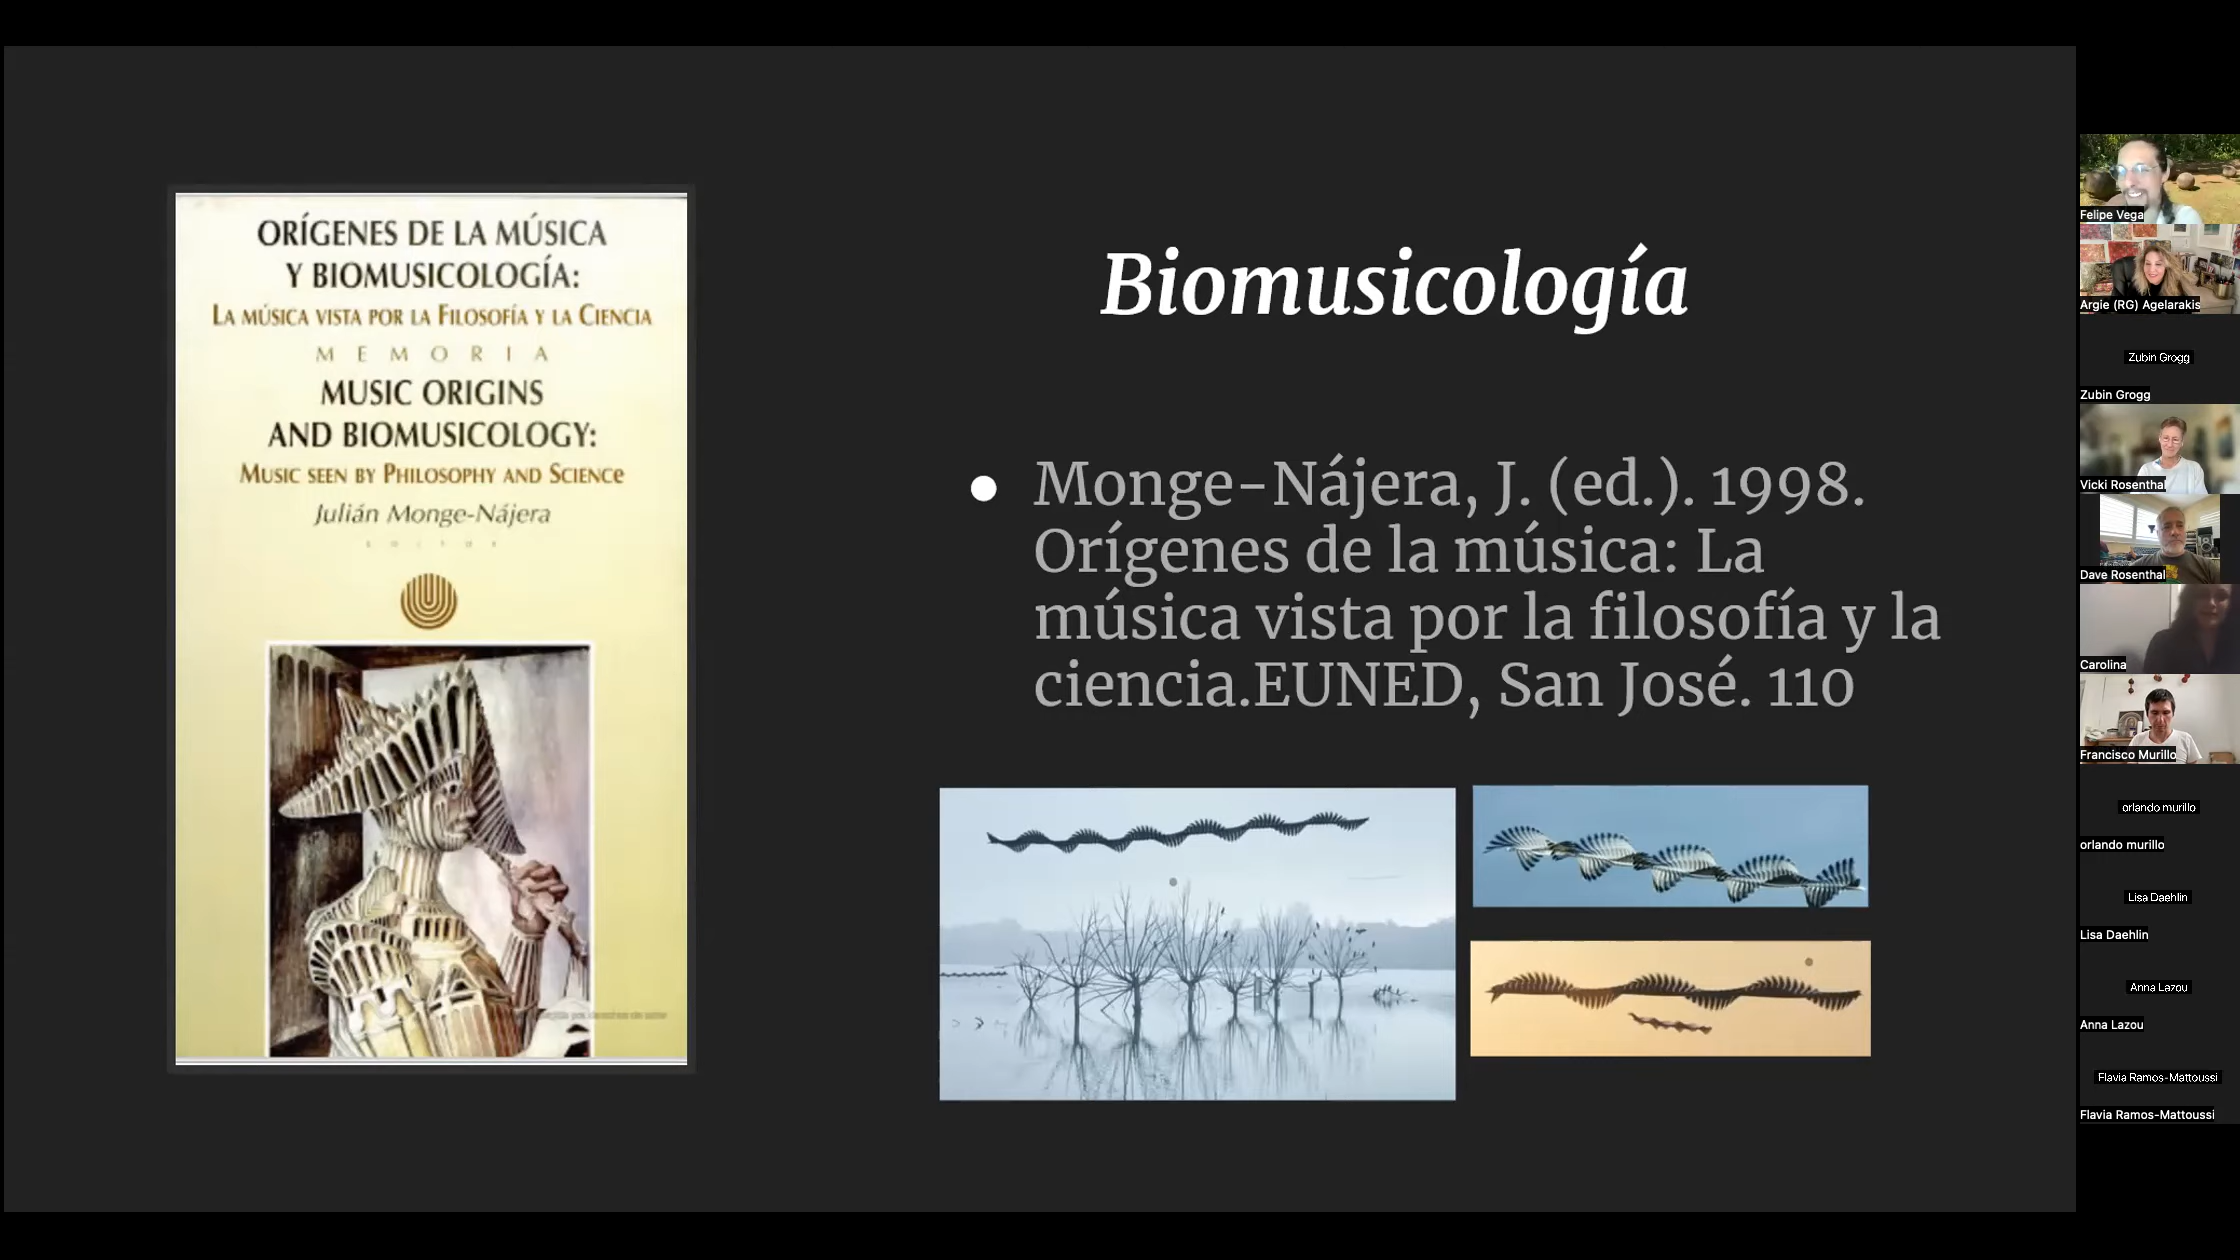 ORÍGENES DE LA MÚSICA
Y BIOMUSICOLOGÍA:
LA MÚSICA VISTA POR LA FILOSOFÍA Y LA CIENCIA
MEMORIA
MUSIC ORIGINS
AND BIOMUSICOLOGY:
MUSIC SEEN BY PHILOSOPHY AND SCIENCE
Julián Monge-Nájera
EDITOR
Biomusicología
Monge-Nájera, J. (ed.). 1998.
Orígenes de la música: La
música vista por la filosofía y la
ciencia.EUNED, San José. 110
Felipe Vega
Argie (RG) Agelarakis
Zubin Grogg
Zubin Grogg
Vicki Rosenthal
Dave Rosenthal
Carolina
Francisco Murillo
orlando murillo
orlando murillo
Lisa Daehlin
Lisa Daehlin
Anna Lazou
Anna Lazou
Flavia Ramos-Mattoussi
Flavia Ramos-Mattoussi